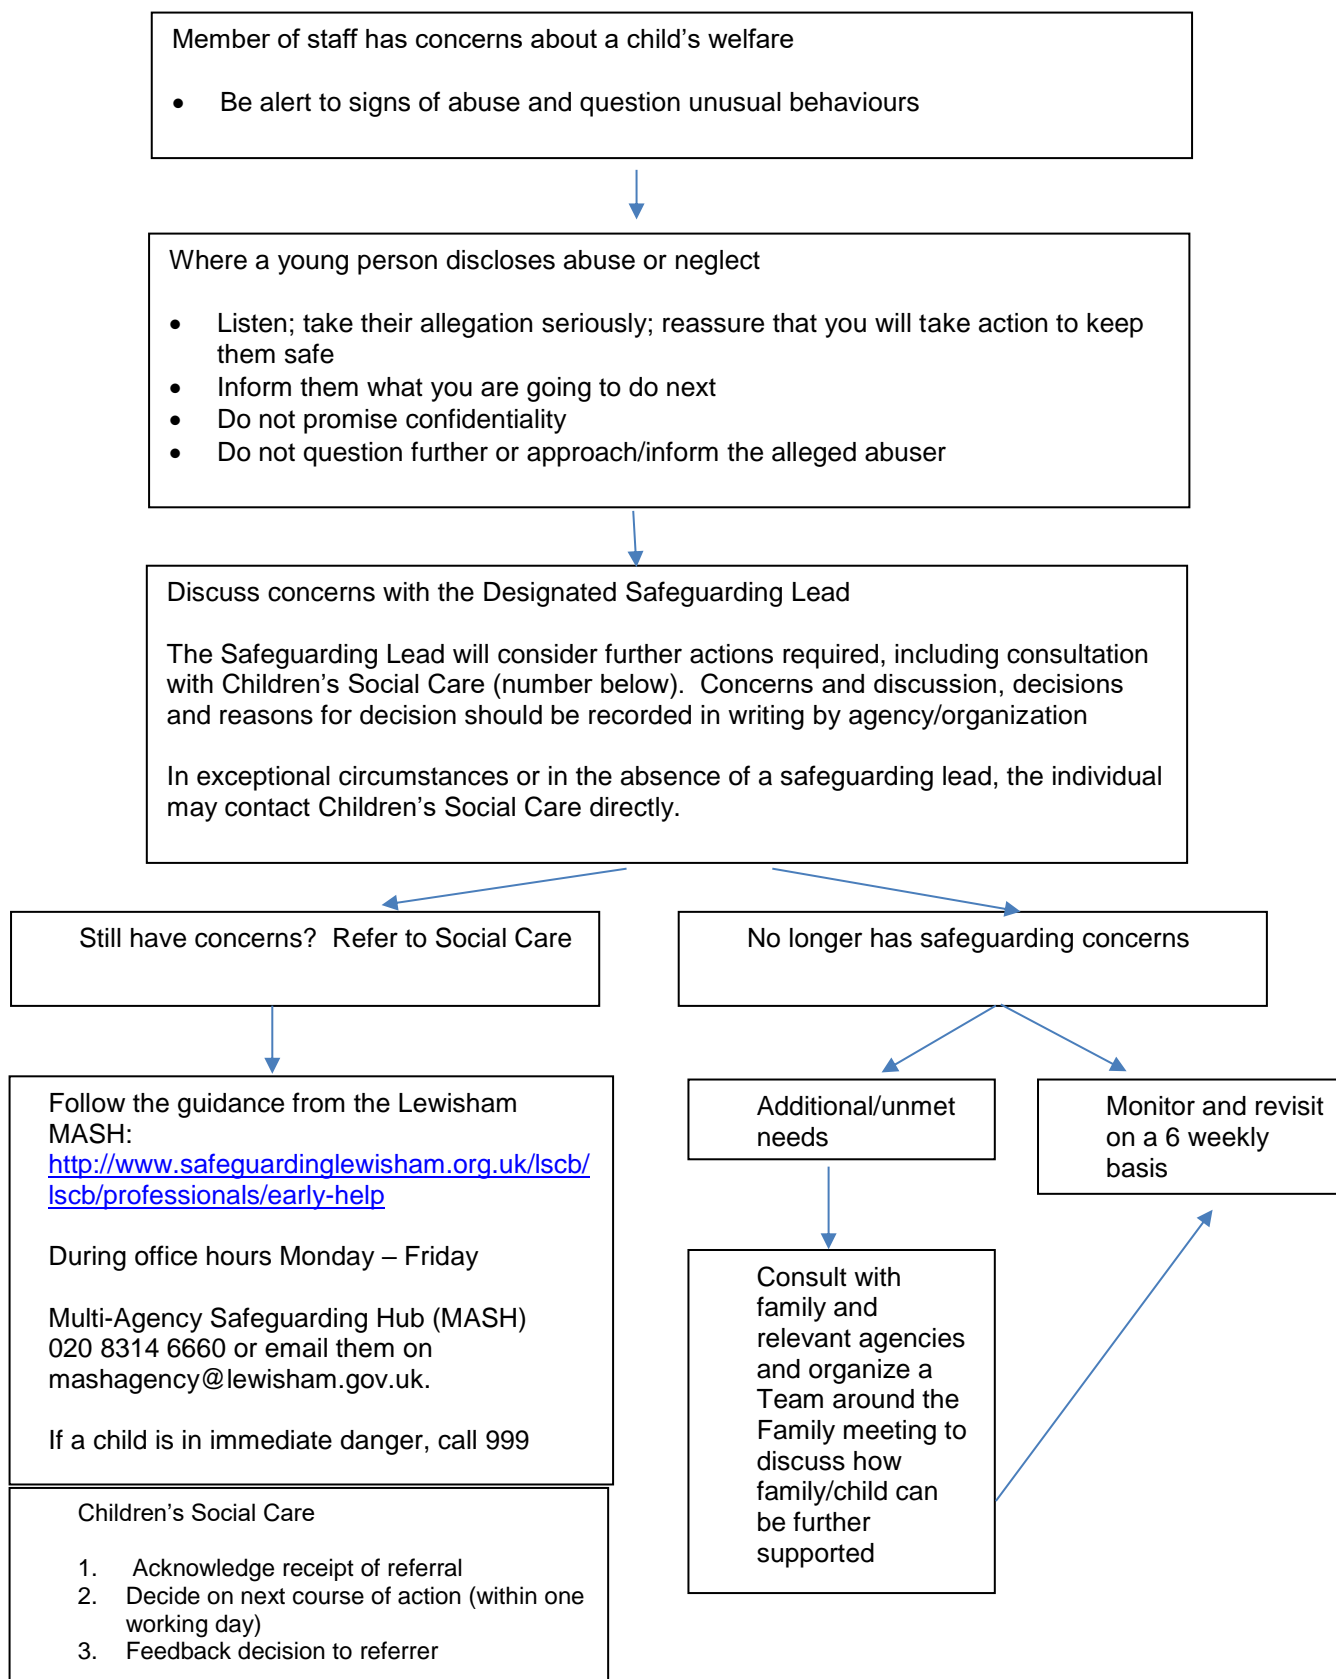 Member of staff has concerns about a child’s welfare
• Be alert to signs of abuse and question unusual behaviours
Where a young person discloses abuse or neglect
• Listen; take their allegation seriously; reassure that you will take action to keep
them safe
• Inform them what you are going to do next
• Do not promise confidentiality
• Do not question further or approach/inform the alleged abuser
Discuss concerns with the Designated Safeguarding Lead
The Safeguarding Lead will consider further actions required, including consultation
with Children’s Social Care (number below).  Concerns and discussion, decisions
and reasons for decision should be recorded in writing by agency/organization
In exceptional circumstances or in the absence of a safeguarding lead, the individual
may contact Children’s Social Care directly.
Still have concerns?  Refer to Social Care
No longer has safeguarding concerns
Follow the guidance from the Lewisham
MASH:
http://www.safeguardinglewisham.org.uk/lscb/
lscb/professionals/early-help
During office hours Monday – Friday
Multi-Agency Safeguarding Hub (MASH)
020 8314 6660 or email them on
mashagency@lewisham.gov.uk.
If a child is in immediate danger, call 999
Children’s Social Care
1. Acknowledge receipt of referral
2. Decide on next course of action (within one
working day)
3. Feedback decision to referrer
Additional/unmet
needs
Monitor and revisit
on a 6 weekly
basis
Consult with
family and
relevant agencies
and organize a
Team around the
Family meeting to
discuss how
family/child can
be further
supported